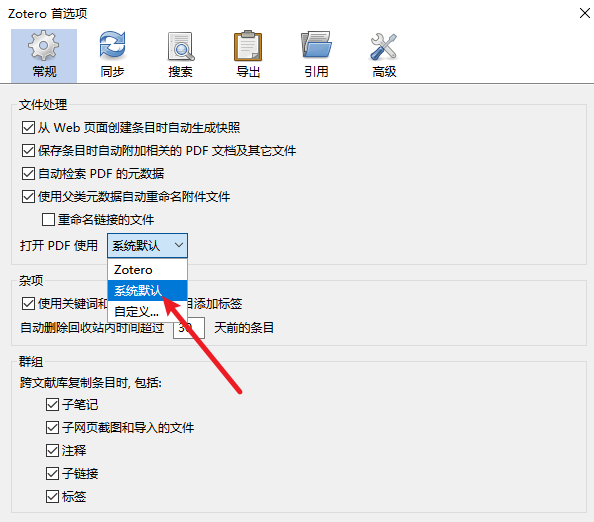 Zotero 首选项
常规 同步 搜索 导出 引用 高级
文件处理
从 Web 页面创建条目时自动生成快照
保存条目时自动附加相关的 PDF 文档及其它文件
自动检索 PDF 的元数据
使用父类元数据自动重命名附件文件
重命名链接的文件
打开 PDF 使用 系统默认
Zotero
系统默认
自定义...
杂项
使用关键词和 目添加标签
自动删除回收站内时间超过 30 天前的条目
群组
跨文献库复制条目时, 包括:
子笔记
子网页截图和导入的文件
注释
子链接
标签